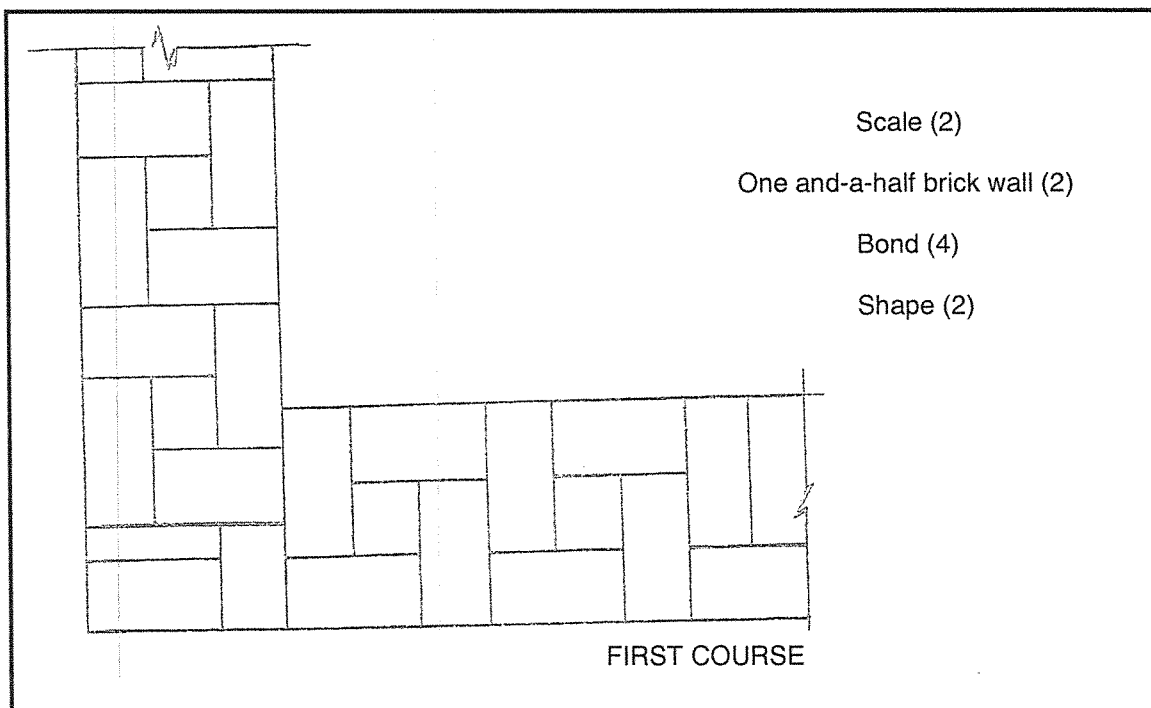 Scale (2)
One and-a-half brick wall (2)
Bond (4)
Shape (2)
FIRST COURSE